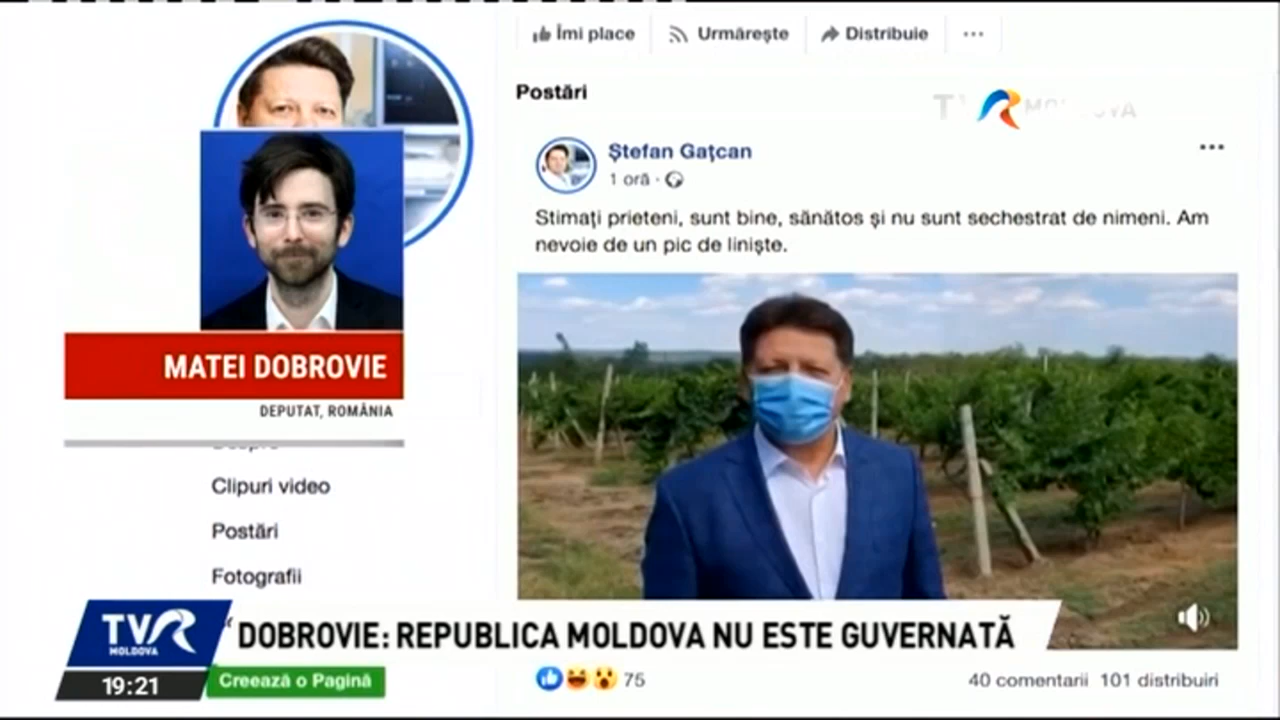 Îmi place
Urmărește
Distribuie
Postări
TVR MOLDOVA
Ștefan Gațcan
1 oră ·
Stimați prieteni, sunt bine, sănătos și nu sunt sechestrat de nimeni. Am
nevoie de un pic de liniște.
MATEI DOBROVIE
DEPUTAT, ROMÂNIA
Despre
Clipuri video
Postări
Fotografii
TVR
MOLDOVA
DOBROVIE: REPUBLICA MOLDOVA NU ESTE GUVERNATĂ
19:21
Creează o Pagină
75
40 comentarii 101 distribuiri